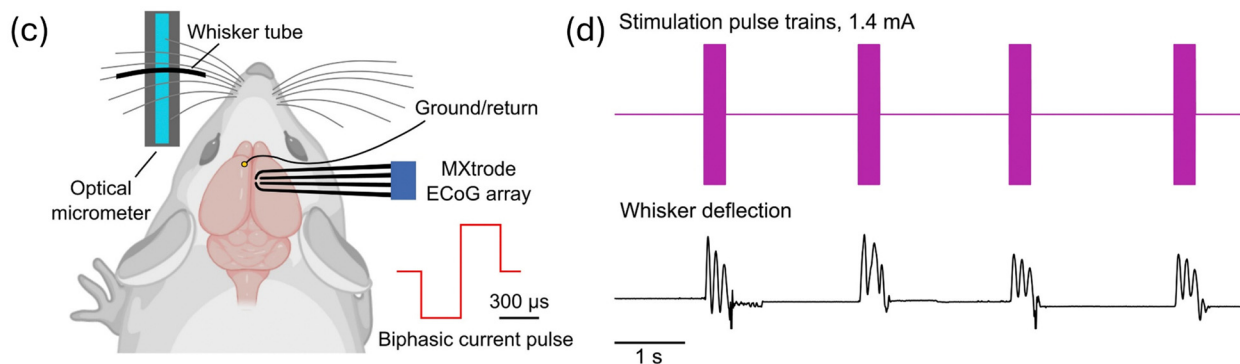 (c)
Whisker tube
Ground/return
MXtrode
ECoG array
Optical
micrometer
300 μs
Biphasic current pulse
(d)
Stimulation pulse trains, 1.4 mA
Whisker deflection
1 s